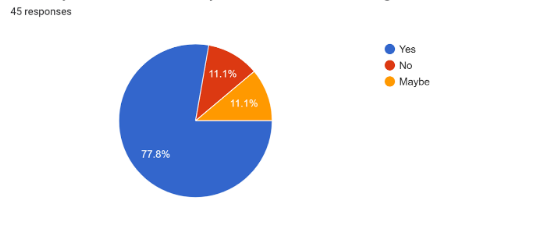 45 responses
Yes
No
Maybe
11.1%
11.1%
77.8%